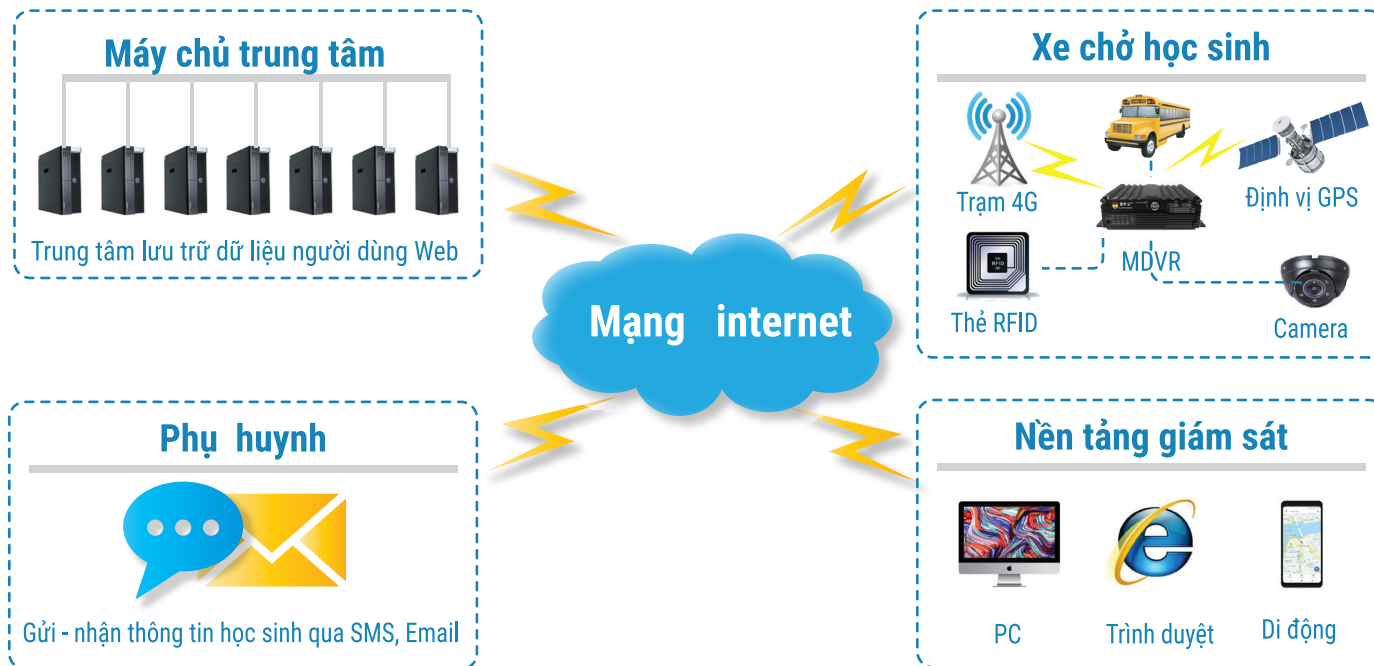 Máy chủ trung tâm
Trung tâm lưu trữ dữ liệu người dùng Web
Xe chở học sinh
Trạm 4G
Định vị GPS
MDVR
RFID
Thẻ RFID
Camera
Mạng internet
Phụ huynh
Gửi - nhận thông tin học sinh qua SMS, Email
Nền tảng giám sát
PC
Trình duyệt
Di động